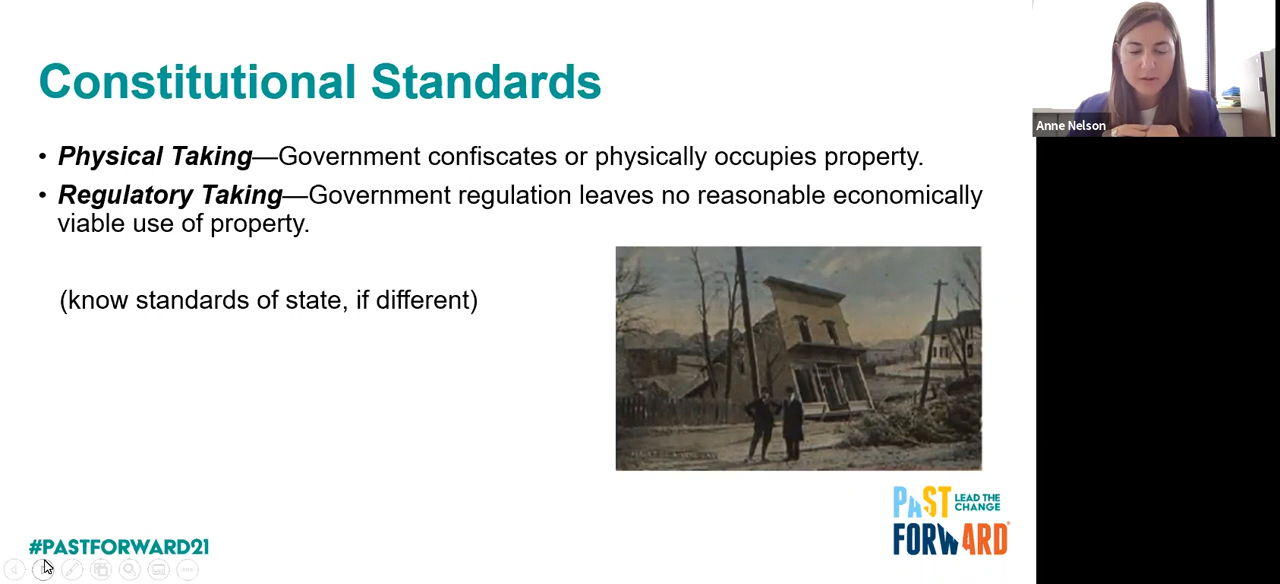 Constitutional Standards
• Physical Taking—Government confiscates or physically occupies property.
• Regulatory Taking—Government regulation leaves no reasonable economically
viable use of property.
(know standards of state, if different)
Anne Nelson
PAST LEAD THE
CHANGE
FORWARD
#PASTFORWARD21